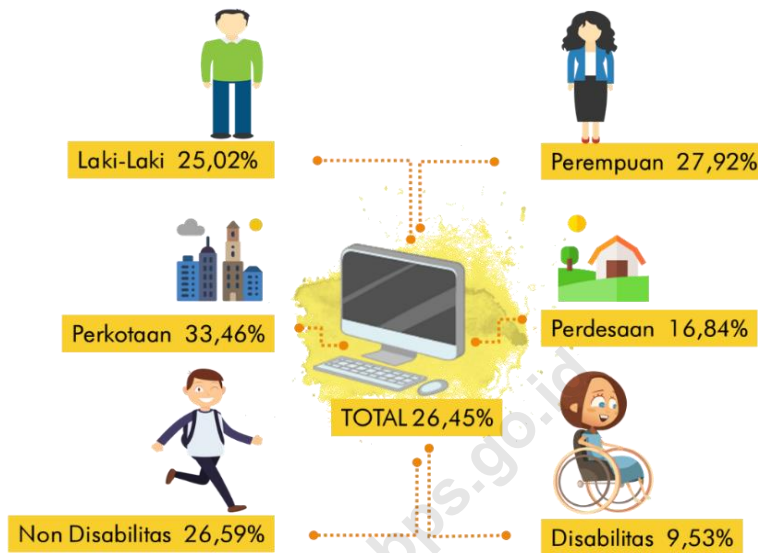 Laki-Laki 25,02%
Perempuan 27,92%
Perkotaan 33,46%
Perdesaan 16,84%
TOTAL 26,45%
Non Disabilitas 26,59%
Disabilitas 9,53%
bps.go.id